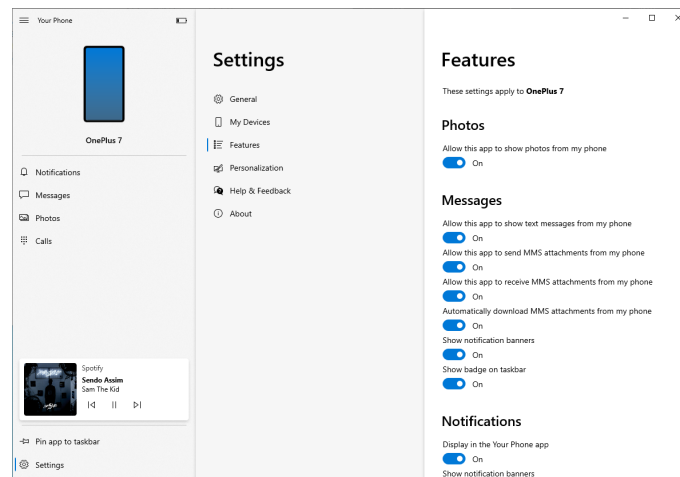 Your Phone
OnePlus 7
Notifications
Messages
Photos
Calls
Spotify
Sendo Assim
Sam The Kid
Pin app to taskbar
Settings
Settings
General
My Devices
Features
Personalization
Help & Feedback
About
Features
These settings apply to OnePlus 7
Photos
Allow this app to show photos from my phone
On
Messages
Allow this app to show text messages from my phone
On
Allow this app to send MMS attachments from my phone
On
Allow this app to receive MMS attachments from my phone
On
Automatically download MMS attachments from my phone
On
Show notification banners
On
Show badge on taskbar
On
Notifications
Display in the Your Phone app
On
Show notification banners